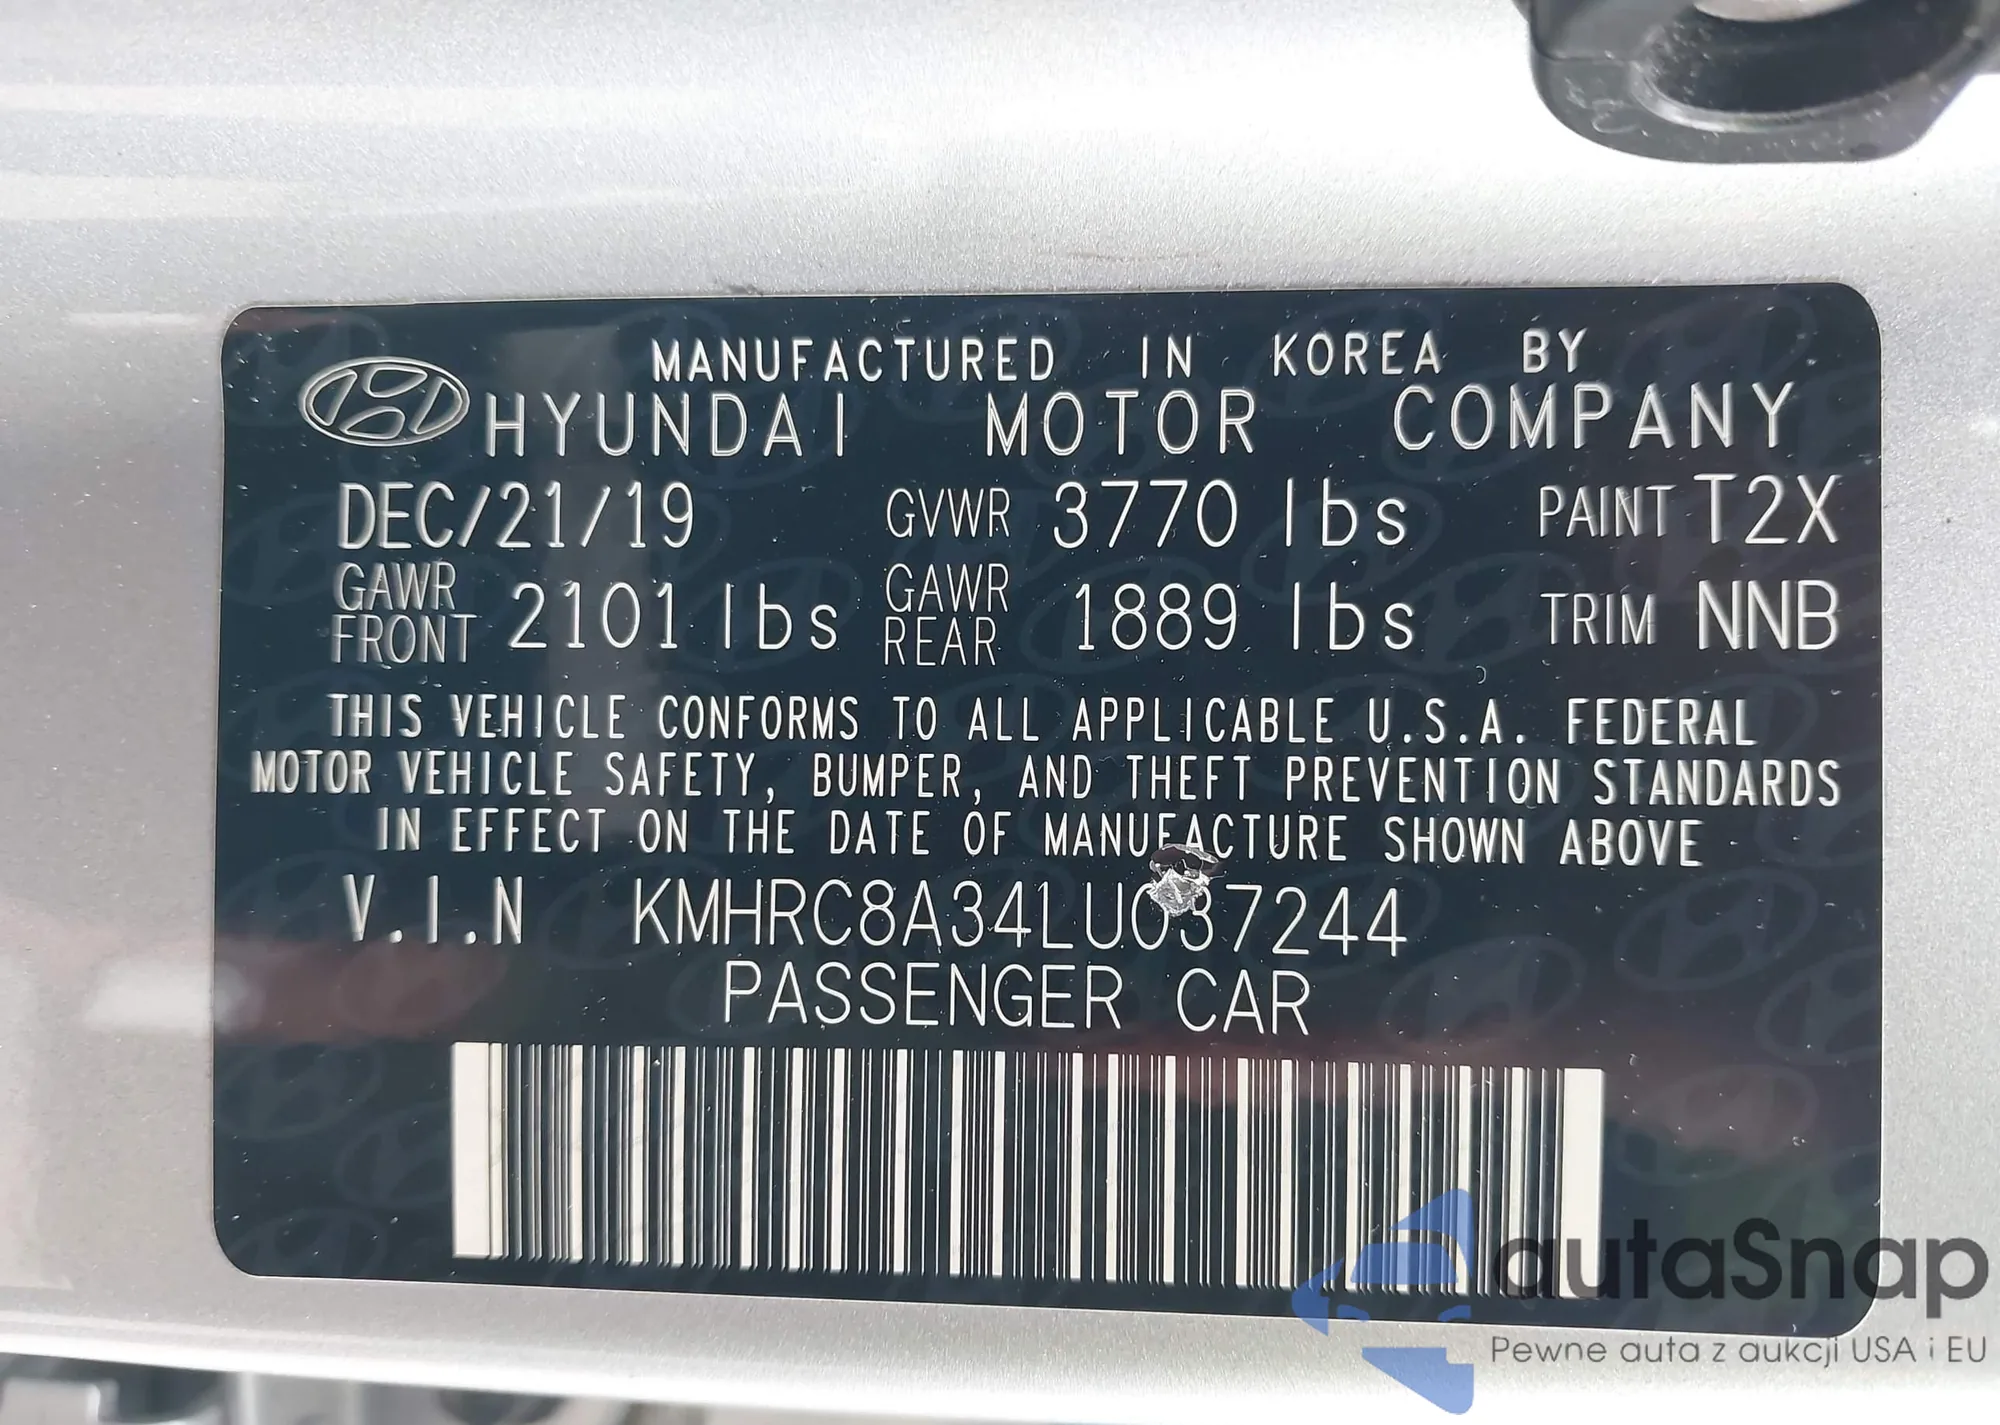 MANUFACTURED IN KOREA BY
HYUNDAI MOTOR COMPANY
DEC/21/19 GVWR 3770 lbs PAINT T2X
GAWR FRONT 2101 lbs GAWR REAR 1889 lbs TRIM NNB
THIS VEHICLE CONFORMS TO ALL APPLICABLE U.S.A. FEDERAL
MOTOR VEHICLE SAFETY, BUMPER, AND THEFT PREVENTION STANDARDS
IN EFFECT ON THE DATE OF MANUFACTURE SHOWN ABOVE
V.I.N KMHRC8A34LU037244
PASSENGER CAR
autaSnap
Pewne auta z aukcji USA i EU